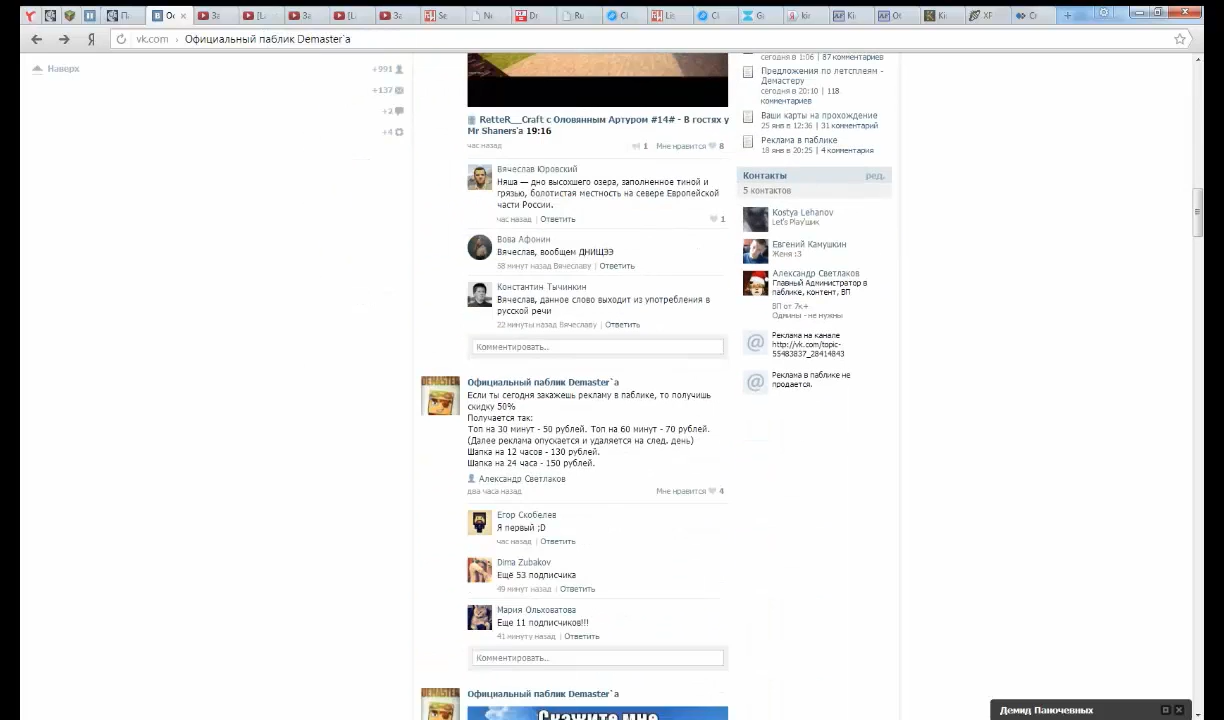 vk.com › Официальный паблик Demaster`а
Наверх
+991
+137
+2
+4
RetteR__Craft с Оловянным Артуром #14# - В гостях у
Mr Shaners'а 19:16
час назад
1 Мне нравится 8
Вячеслав Юровский
Няша — дно высохшего озера, заполненное тиной и
грязью, болотистая местность на севере Европейской
части России.
час назад | Ответить
1
Вова Афонин
Вячеслав, вообщем ДНИЩЭЭ
58 минут назад Вячеславу | Ответить
Константин Тычинкин
Вячеслав, данное слово выходит из употребления в
русской речи
22 минуты назад Вячеславу | Ответить
Комментировать..
Официальный паблик Demaster`а
Если ты сегодня закажешь рекламу в паблике, то получишь
скидку 50%
Получается так:
Топ на 30 минут - 50 рублей. Топ на 60 минут - 70 рублей.
(Далее реклама опускается и удаляется на след. день)
Шапка на 12 часов - 130 рублей.
Шапка на 24 часа - 150 рублей.
Александр Светлаков
два часа назад
Мне нравится 4
Егор Скобелев
Я первый ;D
час назад | Ответить
Dima Zubakov
Ещё 53 подписчика
49 минут назад | Ответить
Мария Ольховатова
Еще 11 подписчиков!!!
41 минуту назад | Ответить
Комментировать..
Официальный паблик Demaster`а
Скажите мне
сегодня в 1:06 | 87 комментариев
Предложения по летсплеям -
Демастеру
сегодня в 20:10 | 118
комментариев
Ваши карты на прохождение
25 янв в 12:36 | 31 комментарий
Реклама в паблике
18 янв в 20:25 | 4 комментария
Контакты
ред.
5 контактов
Kostya Lehanov
Let's Play'щик
Евгений Камушкин
Женя :3
Александр Светлаков
Главный Администратор в
паблике, контент, ВП
ВП от 7к+
Одмины - не нужны
Реклама на канале
http://vk.com/topic-
55483837_28414843
Реклама в паблике не
продается.
Демид Паночевных